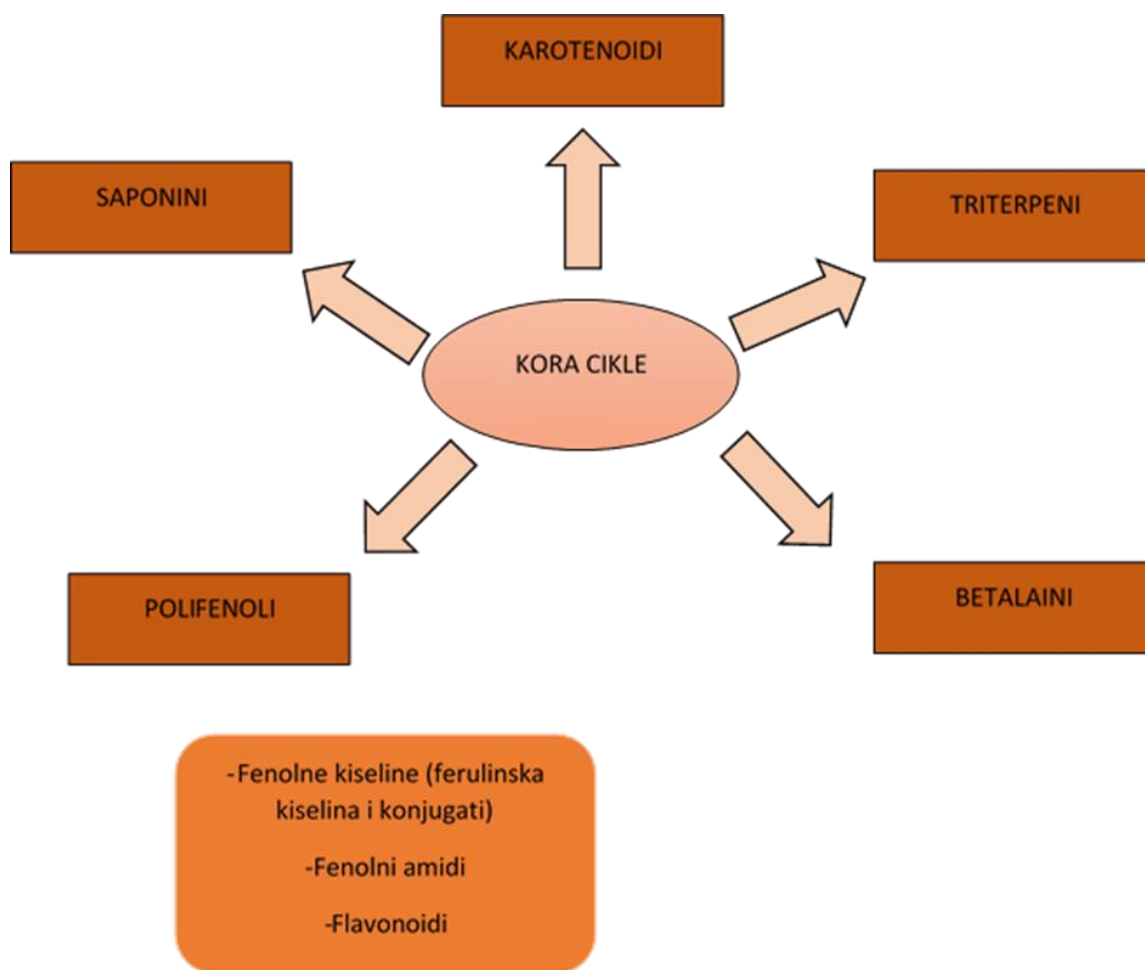 KAROTENOIDI
SAPONINI
TRITERPENI
KORA CIKLE
POLIFENOLI
BETALAINI
-Fenolne kiseline (ferulinska
kiselina i konjugati)
-Fenolni amidi
-Flavonoidi